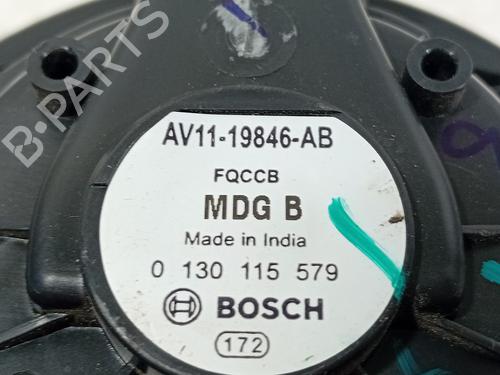 AV11-19846-AB
FQCCB
MDG B
Made in India
0 130 115 579
BOSCH
172
B-PARTS